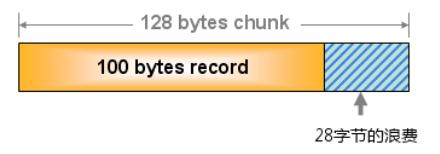 128 bytes chunk
100 bytes record
28字节的浪费